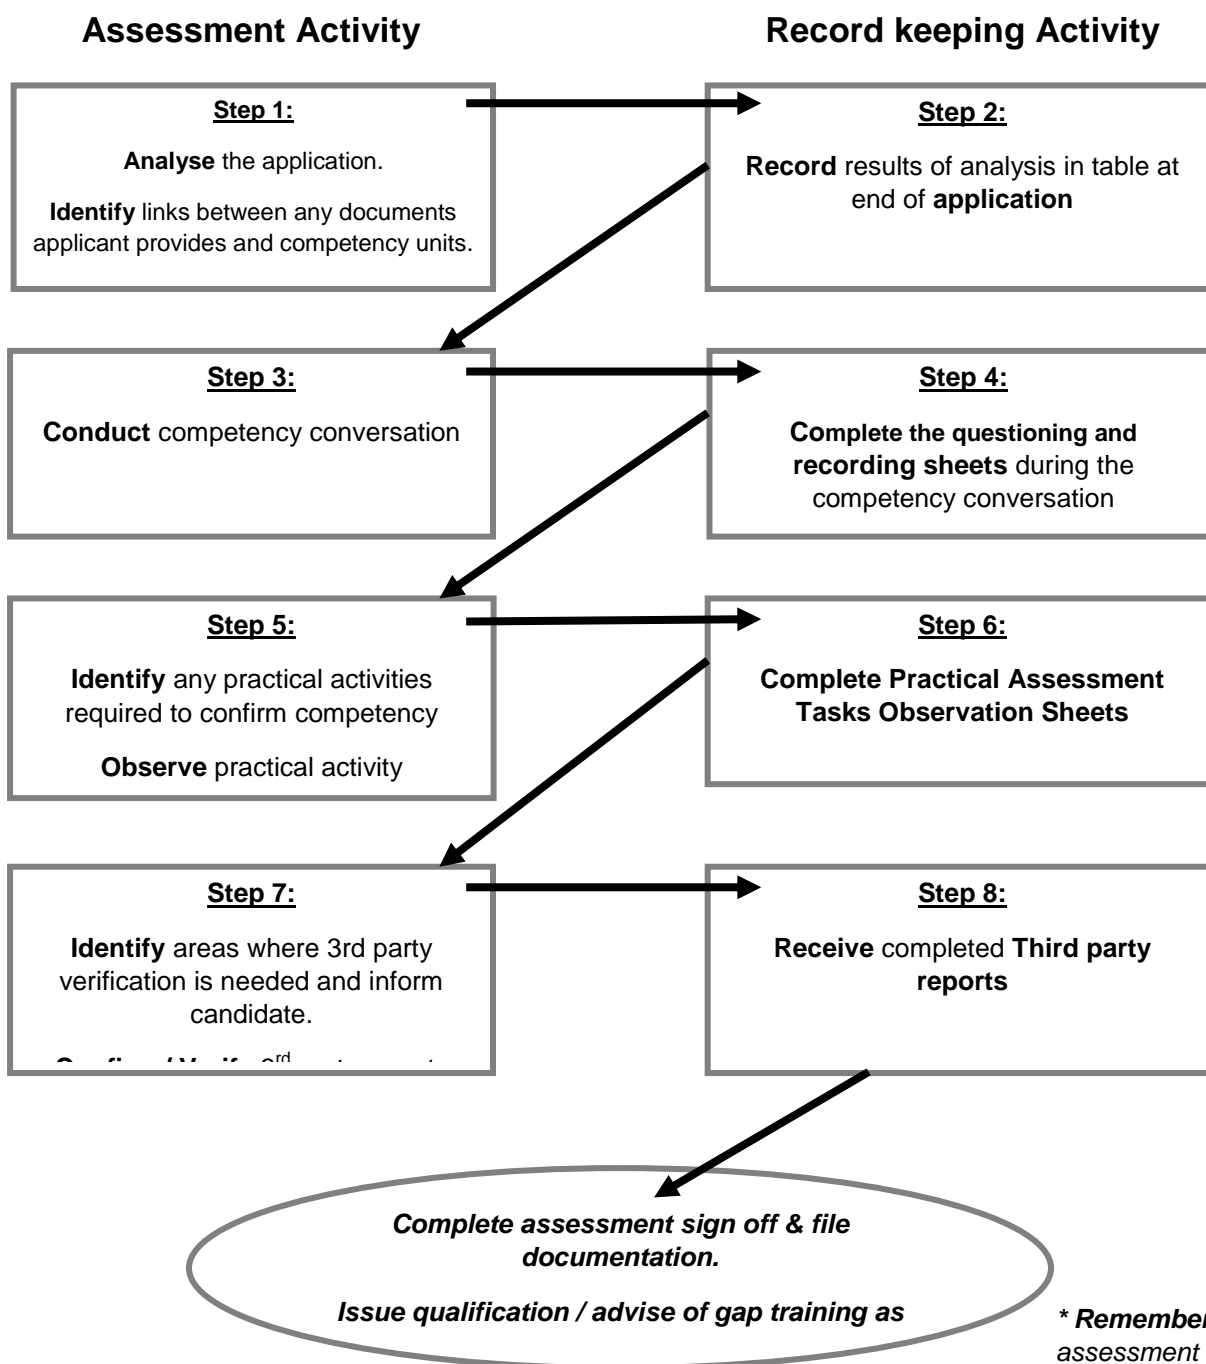 Assessment Activity
Record keeping Activity
Step 1:
Analyse the application.
Identify links between any documents
applicant provides and competency units.
Step 2:
Record results of analysis in table at
end of application
Step 3:
Conduct competency conversation
Step 4:
Complete the questioning and
recording sheets during the
competency conversation
Step 5:
Identify any practical activities
required to confirm competency
Observe practical activity
Step 6:
Complete Practical Assessment
Tasks Observation Sheets
Step 7:
Identify areas where 3rd party
verification is needed and inform
candidate.
Step 8:
Receive completed Third party
reports
Complete assessment sign off & file
documentation.
Issue qualification / advise of gap training as
* Remember
assessment